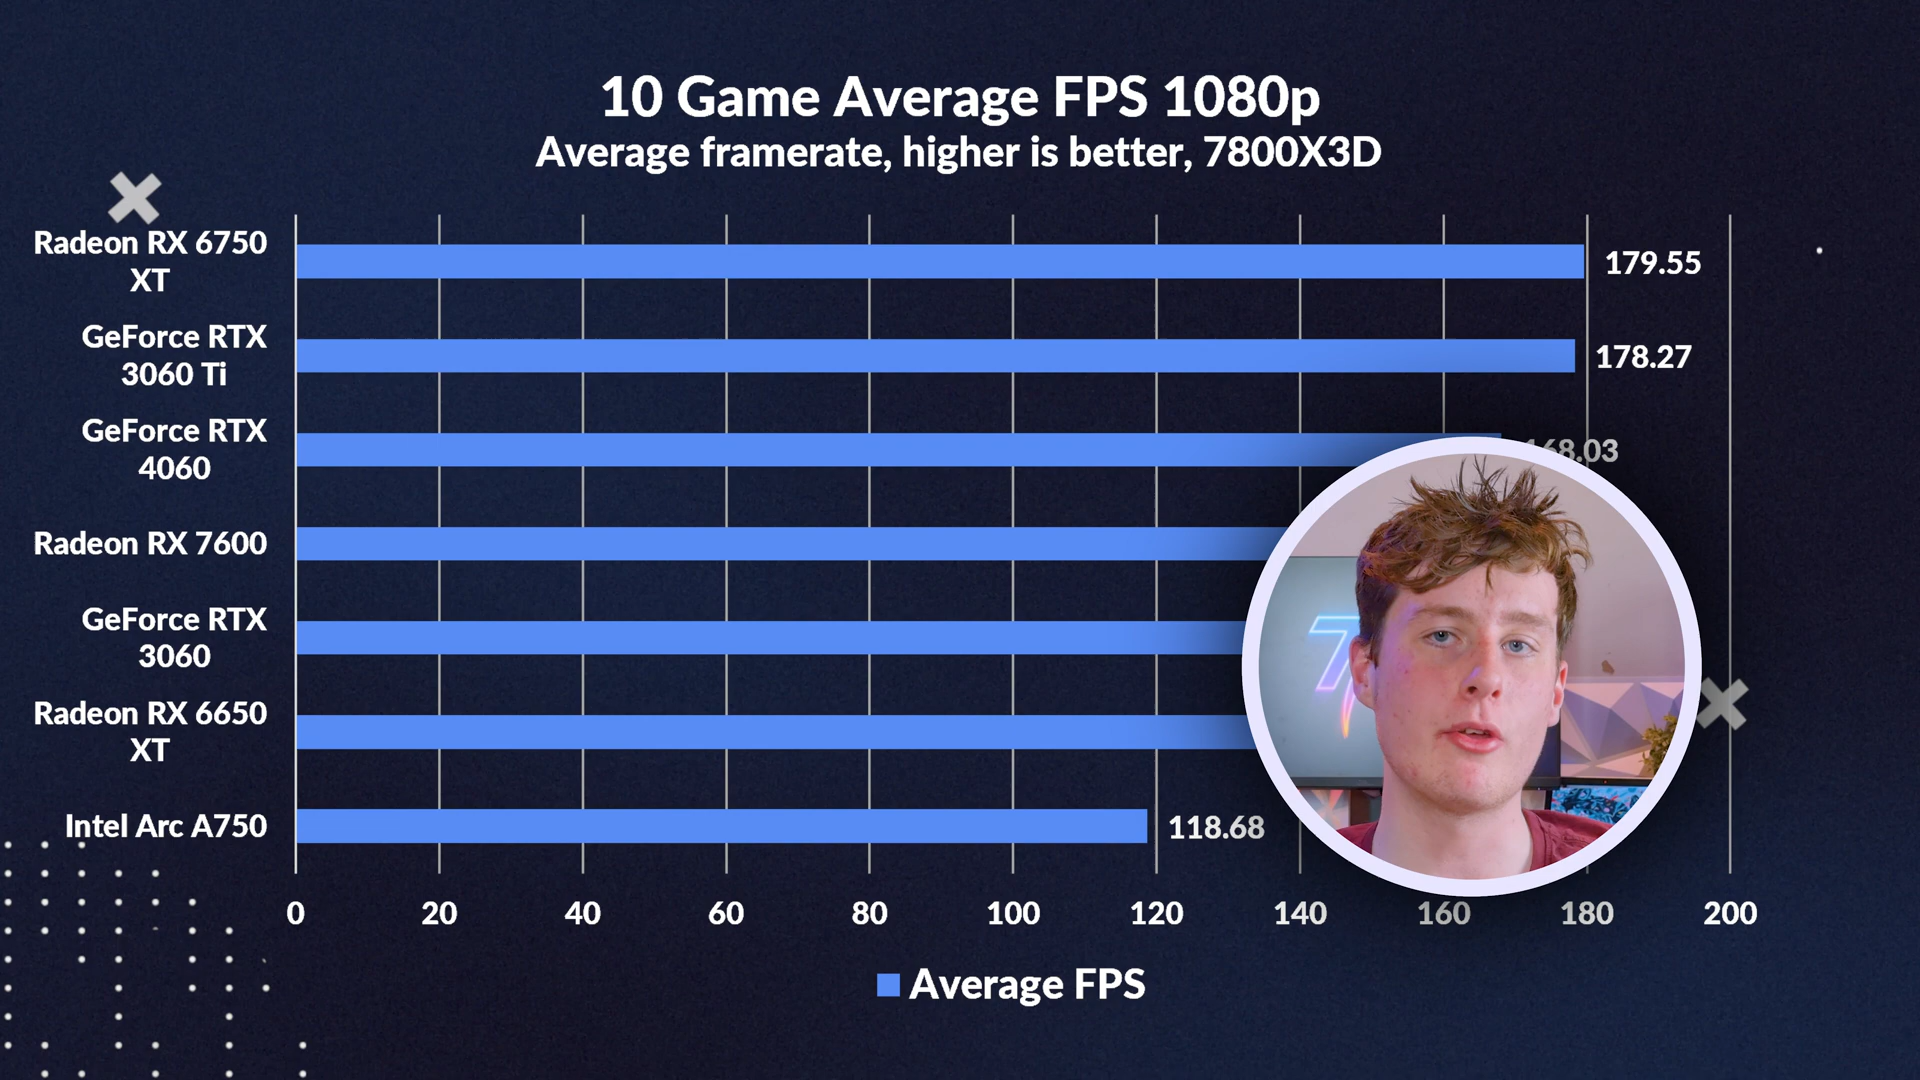 10 Game Average FPS 1080p
Average framerate, higher is better, 7800X3D
Radeon RX 6750
XT
179.55
GeForce RTX
3060 Ti
178.27
GeForce RTX
4060
168.03
Radeon RX 7600
GeForce RTX
3060
Radeon RX 6650
XT
Intel Arc A750
118.68
0 20 40 60 80 100 120 140 160 180 200
Average FPS